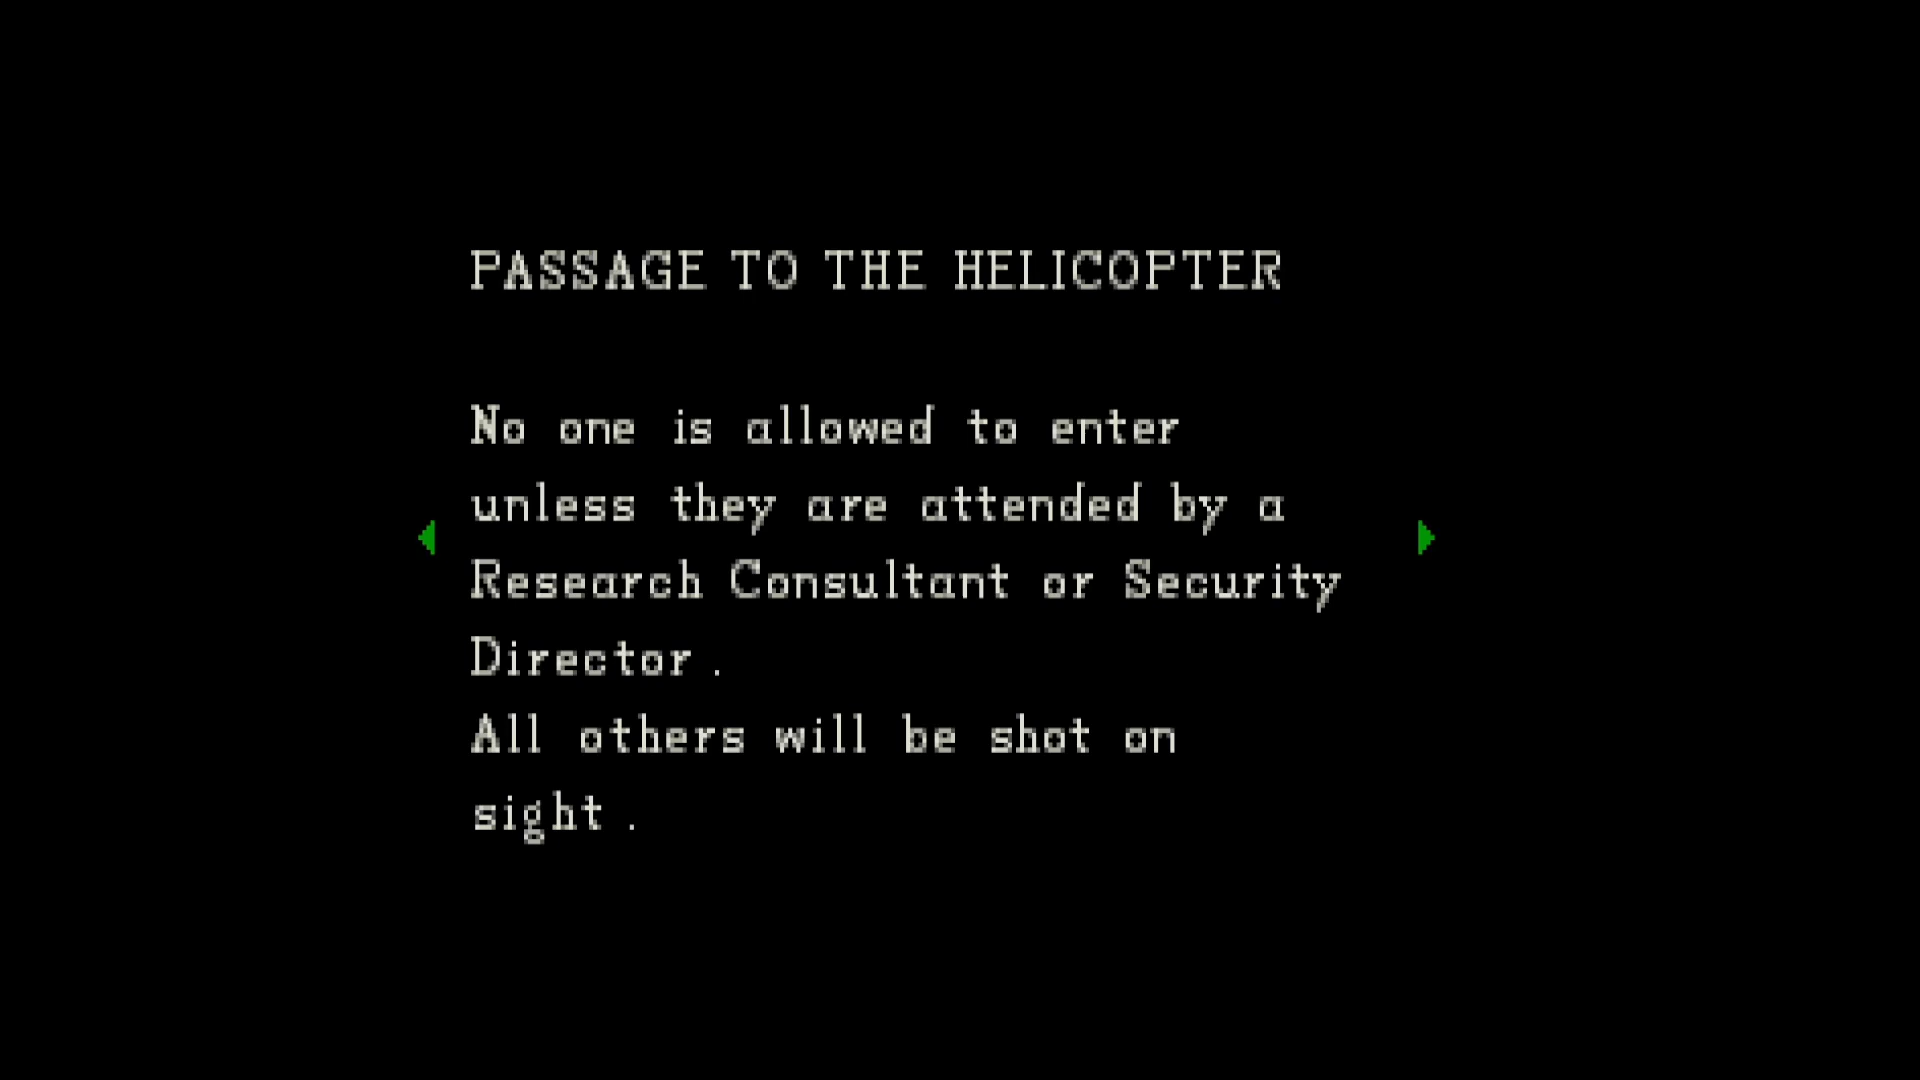 PASSAGE TO THE HELICOPTER
No one is allowed to enter
unless they are attended by a
Research Consultant or Security
Director.
All others will be shot on
sight.